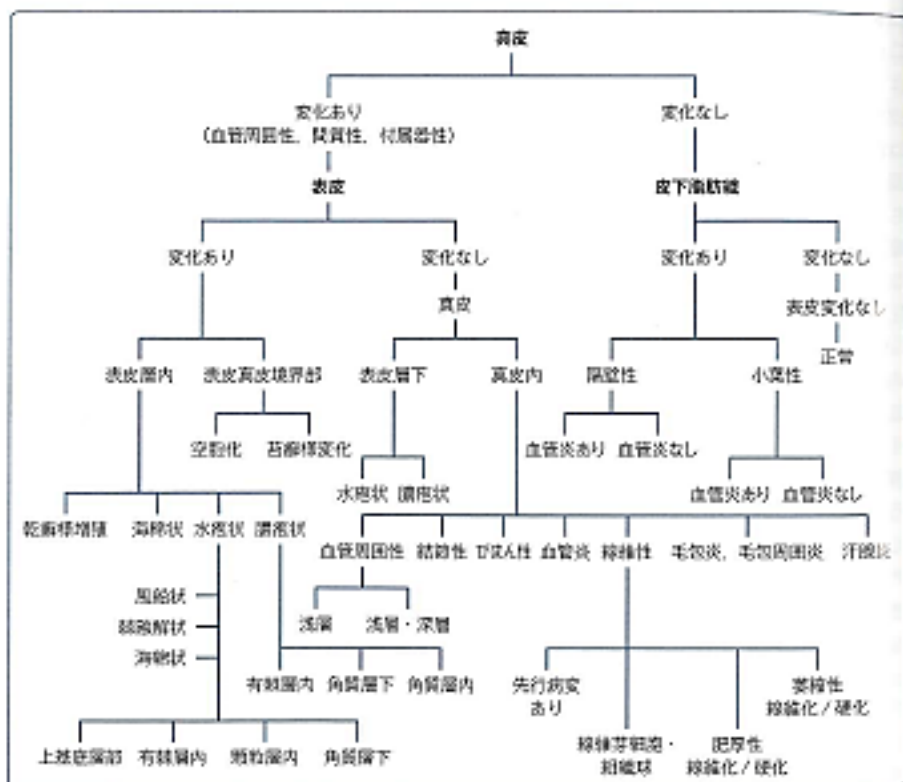 真皮
変化あり
(血管周囲性, 間質性, 付属器性)
変化なし
表皮
皮下脂肪織
変化あり
変化なし
変化あり
変化なし
真皮
表皮変化なし
正常
表皮層内
表皮真皮境界部
表皮層下
真皮内
隔壁性
小葉性
空胞化
苔癬様変化
血管炎あり
血管炎なし
水疱状
膿疱状
血管炎あり
血管炎なし
乾癬様増殖
海綿状
水疱状
膿疱状
血管周囲性
結節性
びまん性
血管炎
線維性
毛包炎, 毛包周囲炎
汗腺炎
風船状
棘融解状
海綿状
浅層
浅層・深層
有棘層内
角質層下
角質層内
先行病変
あり
萎縮性
線維化/硬化
線維芽細胞・
組織球
肥厚性
線維化/硬化
上基底層部
有棘層内
顆粒層内
角質層下